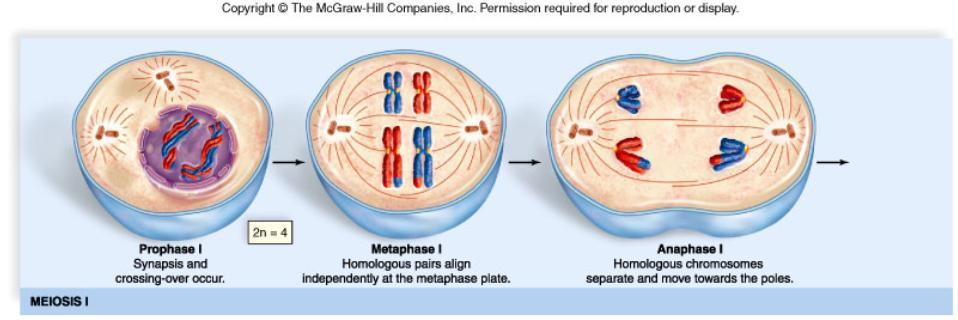 Copyright © The McGraw-Hill Companies, Inc. Permission required for reproduction or display.
2n = 4
Prophase I
Synapsis and
crossing-over occur.
Metaphase I
Homologous pairs align
independently at the metaphase plate.
Anaphase I
Homologous chromosomes
separate and move towards the poles.
MEIOSIS I